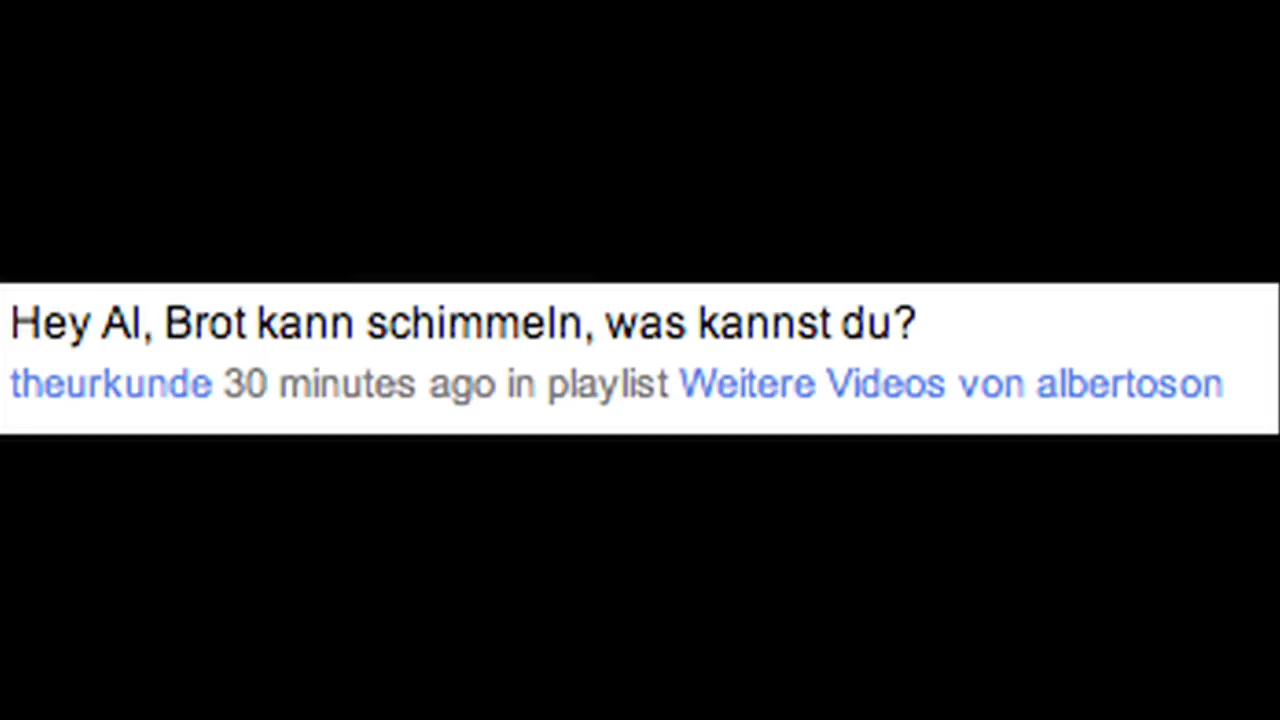 Hey Al, Brot kann schimmeln, was kannst du?
theurkunde 30 minutes ago in playlist Weitere Videos von albertoson